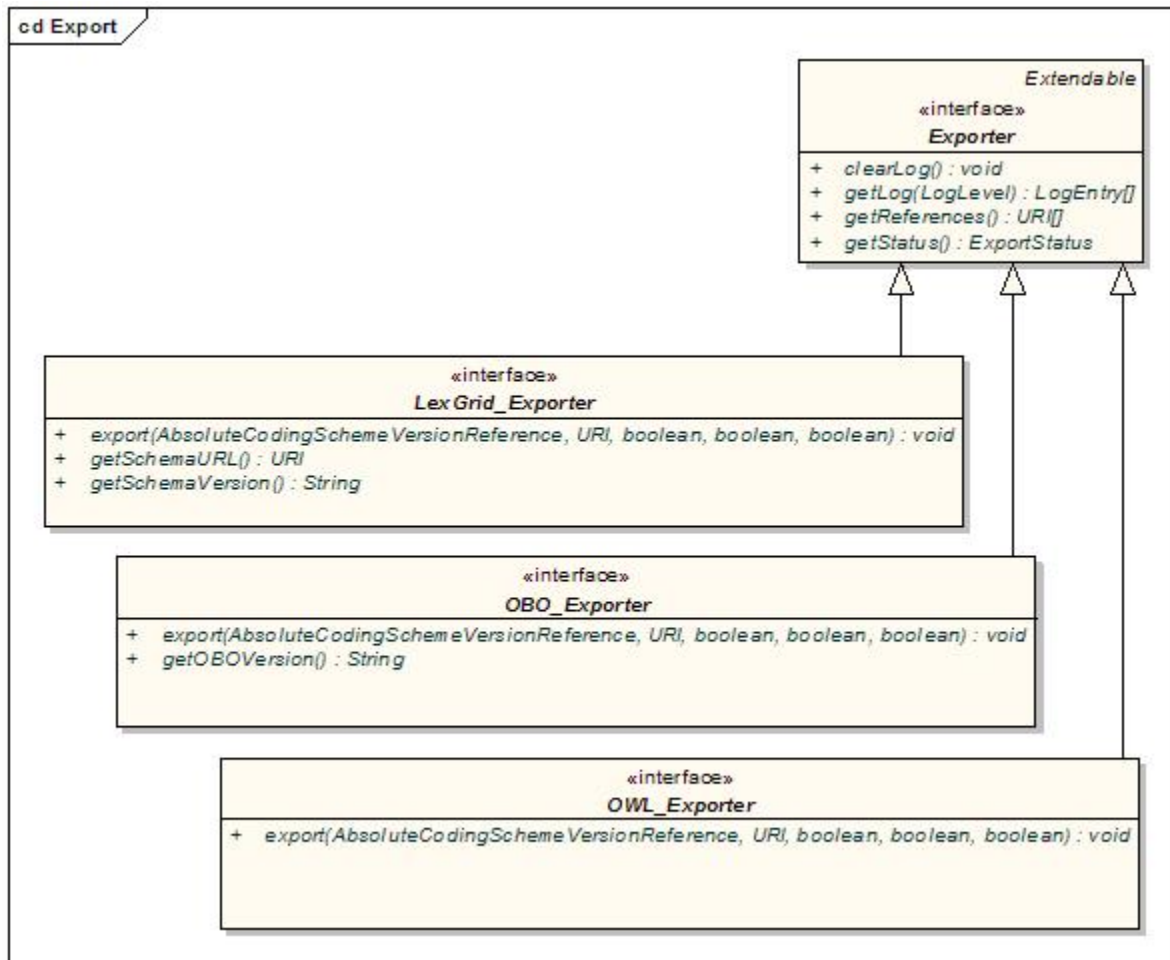 cd Export
Extendable
«interface»
Exporter
+ clearLog() : void
+ getLog(LogLevel) : LogEntry[]
+ getReferences() : URI[]
+ getStatus() : ExportStatus
«interface»
LexGrid_Exporter
+ export(AbsoluteCodingSchemeVersionReference, URI, boolean, boolean, boolean) : void
+ getSchemaURL() : URI
+ getSchemaVersion() : String
«interface»
OBO_Exporter
+ export(AbsoluteCodingSchemeVersionReference, URI, boolean, boolean, boolean) : void
+ getOBOVersion() : String
«interface»
OWL_Exporter
+ export(AbsoluteCodingSchemeVersionReference, URI, boolean, boolean, boolean) : void